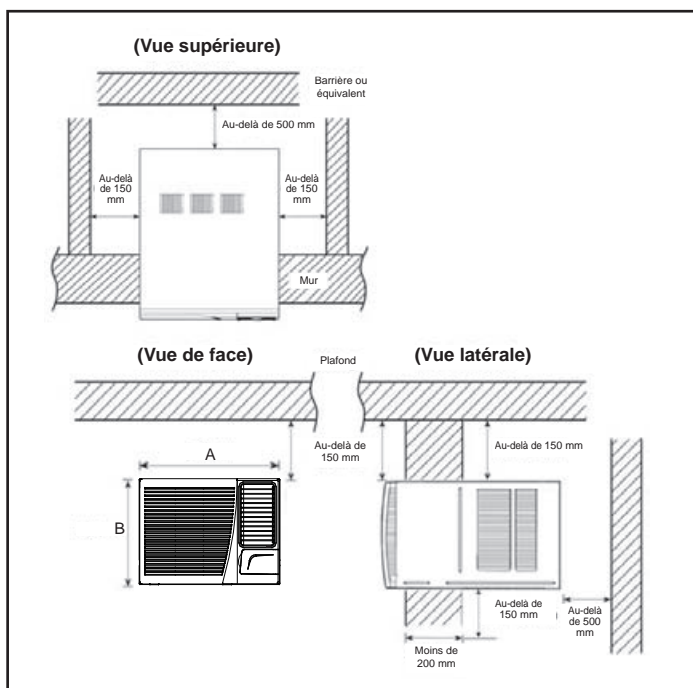 (Vue supérieure)
Barrière ou
équivalent
Au-delà de 500 mm
Au-delà
de 150
mm
Au-delà
de 150
mm
Mur
(Vue de face)
Plafond
(Vue latérale)
A
B
Au-delà de
150 mm
Au-delà de 150 mm
Au-delà de
150 mm
Au-delà
de 500
mm
Moins de
200 mm